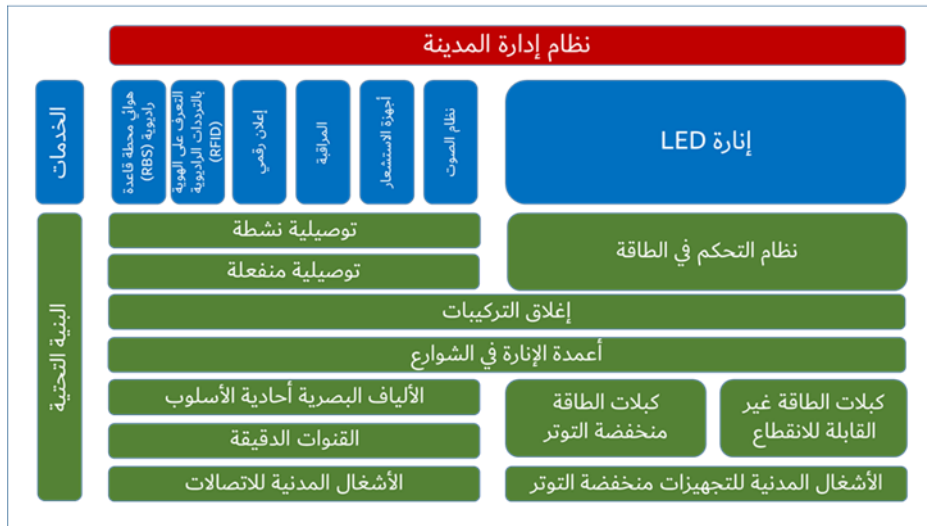 نظام إدارة المدينة
الخدمات
إنارة LED
نظام الصوت
أجهزة الاستشعار
المراقبة
إعلان رقمي
التعرف على الهوية
بالترددات الراديوية
(RFID)
هوائي محطة قاعدة
راديوية (RBS)
البنية التحتية
نظام التحكم في الطاقة
توصيلية نشطة
توصيلية منفعلة
إغلاق التركيبات
أعمدة الإنارة في الشوارع
كبلات الطاقة غير
القابلة للانقطاع
كبلات الطاقة
منخفضة التوتر
الألياف البصرية أحادية الأسلوب
القنوات الدقيقة
الأشغال المدنية للتجهيزات منخفضة التوتر
الأشغال المدنية للاتصالات